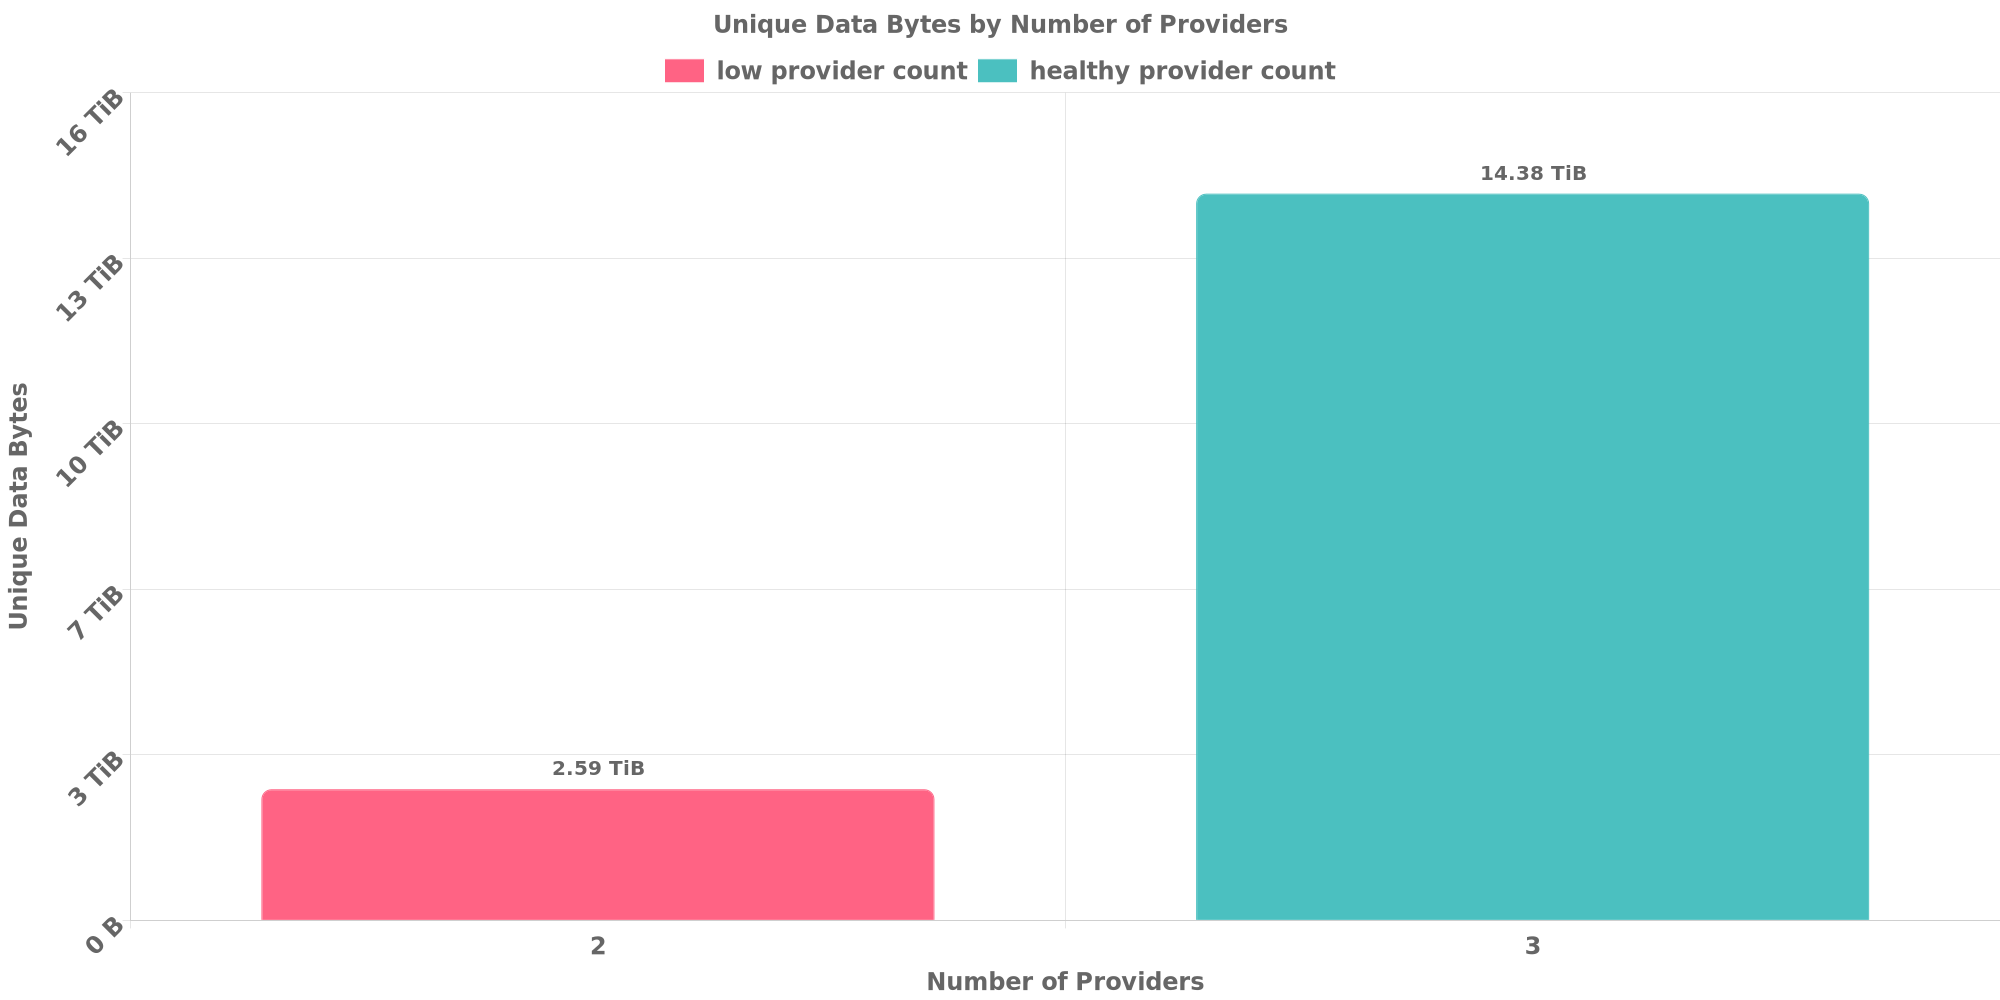 Unique Data Bytes by Number of Providers
low provider count
healthy provider count
16 TiB
13 TiB
10 TiB
7 TiB
3 TiB
0 B
Unique Data Bytes
2.59 TiB
14.38 TiB
2
3
Number of Providers